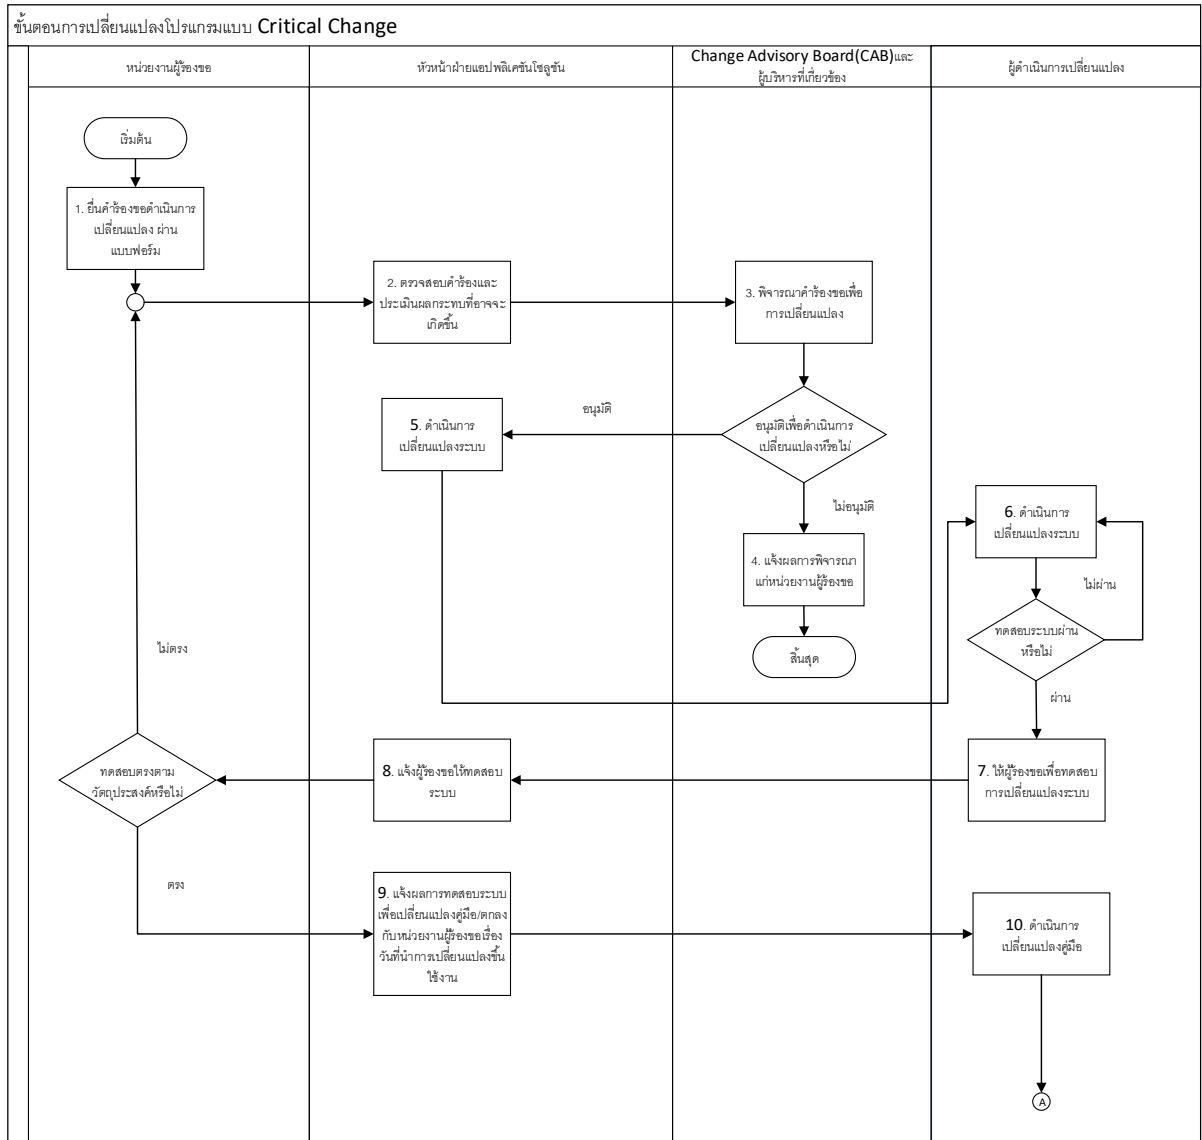 ขั้นตอนการเปลี่ยนแปลงโปรแกรมแบบ Critical Change
หน่วยงานผู้ร้องขอ
หัวหน้าฝ่ายแอปพลิเคชันโซลูชัน
Change Advisory Board(CAB)และ
ผู้บริหารที่เกี่ยวข้อง
ผู้ดำเนินการเปลี่ยนแปลง
เริ่มต้น
1. ยื่นคำร้องขอดำเนินการ
เปลี่ยนแปลง ผ่าน
แบบฟอร์ม
2. ตรวจสอบคำร้องและ
ประเมินผลกระทบที่อาจจะ
เกิดขึ้น
3. พิจารณาคำร้องขอเพื่อ
การเปลี่ยนแปลง
อนุมัติเพื่อดำเนินการ
เปลี่ยนแปลงหรือไม่
อนุมัติ
5. ดำเนินการ
เปลี่ยนแปลงระบบ
ไม่อนุมัติ
4. แจ้งผลการพิจารณา
แก่หน่วยงานผู้ร้องขอ
สิ้นสุด
6. ดำเนินการ
เปลี่ยนแปลงระบบ
ไม่ผ่าน
ทดสอบระบบผ่าน
หรือไม่
ผ่าน
7. ให้ผู้ร้องขอเพื่อทดสอบ
การเปลี่ยนแปลงระบบ
8. แจ้งผู้ร้องขอให้ทดสอบ
ระบบ
ไม่ตรง
ทดสอบตรงตาม
วัตถุประสงค์หรือไม่
ตรง
9. แจ้งผลการทดสอบระบบ
เพื่อเปลี่ยนแปลงคู่มือ/ตกลง
กับหน่วยงานผู้ร้องขอเรื่อง
วันที่นำการเปลี่ยนแปลงขึ้น
ใช้งาน
10. ดำเนินการ
เปลี่ยนแปลงคู่มือ
A